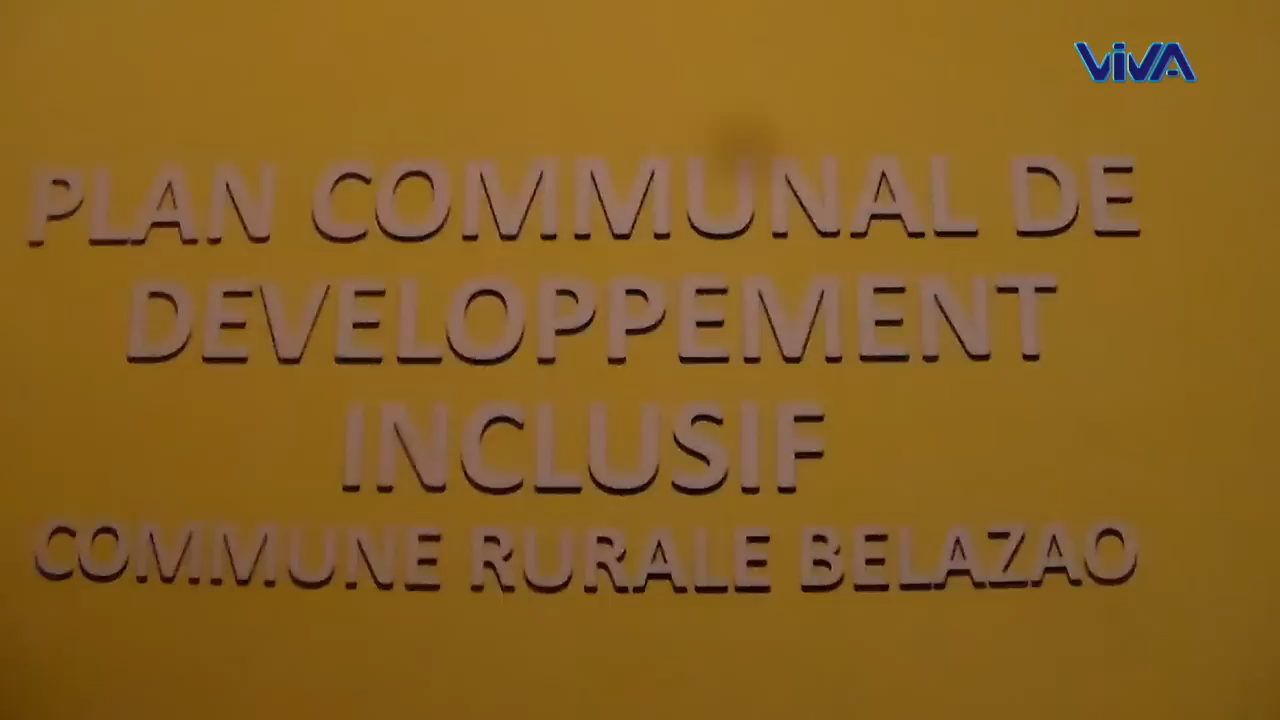 ViVA
PLAN COMMUNAL DE
DEVELOPPEMENT
INCLUSIF
COMMUNE RURALE BELAZAO